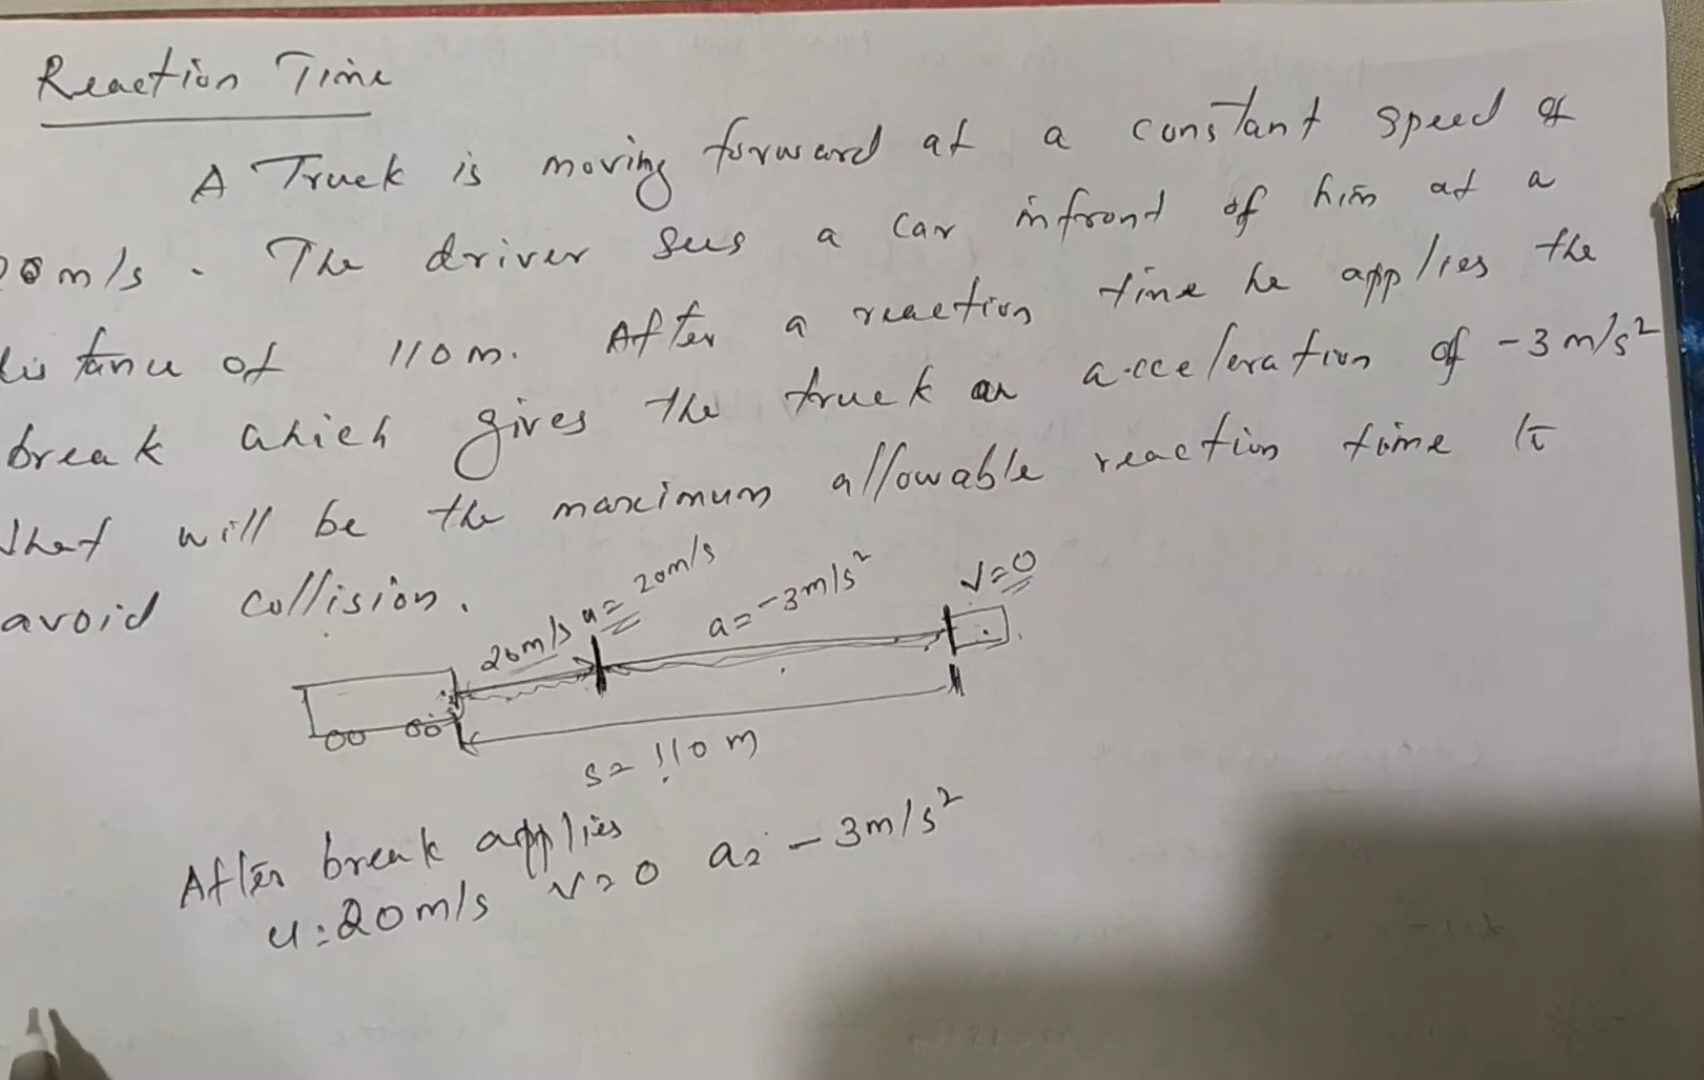 Reaction Time
A Truck is moving forward at a constant speed of
20m/s. The driver sees a car infront of him at a
distance of 110m. After a reaction time he applies the
break which gives the truck an acceleration of -3m/s²
What will be the maximum allowable reaction time to
avoid collision.
20m/s u= 20m/s a= -3m/s² v=0
s= 110m
After break applies
u=20m/s v=0 a= -3m/s²